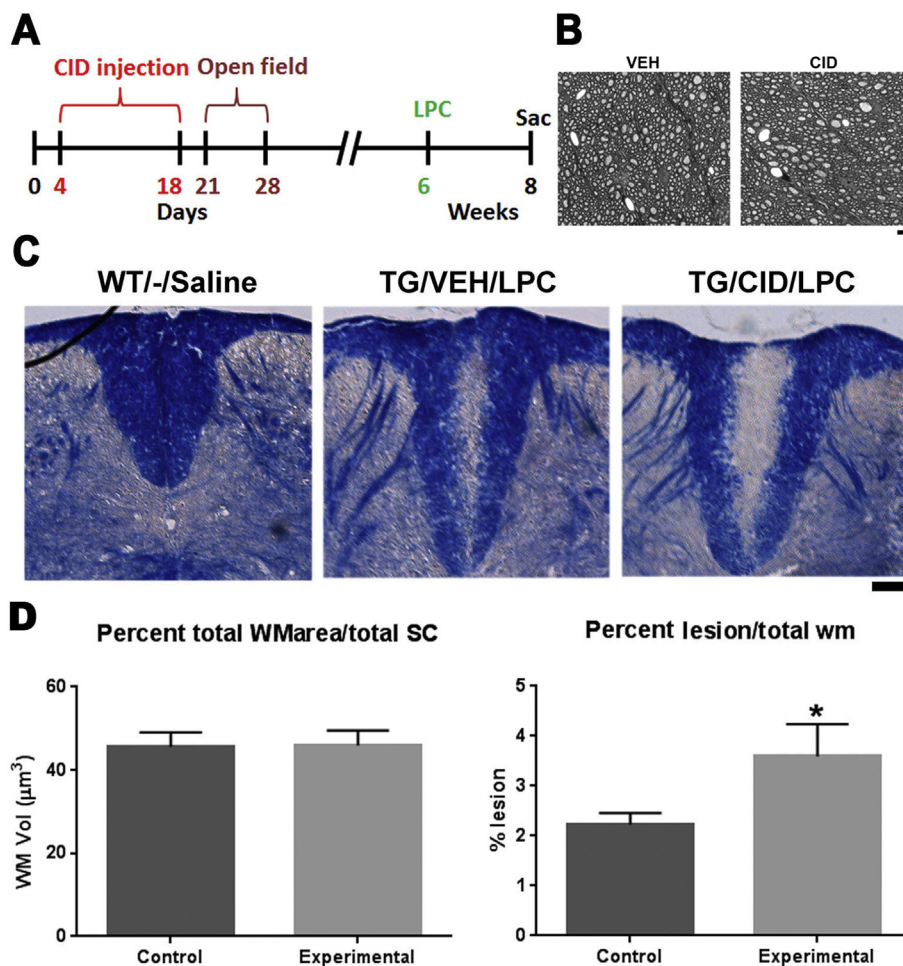 A
CID injection Open field
LPC
Sac
0 4 18 21 28 6 8
Days Weeks
B
VEH CID
C
WT/-/Saline TG/VEH/LPC TG/CID/LPC
D
Percent total WMarea/total SC
WM Vol (μm³)
60
40
20
0
Control Experimental
Percent lesion/total wm
% lesion
5
4
3
2
1
0
*
Control Experimental